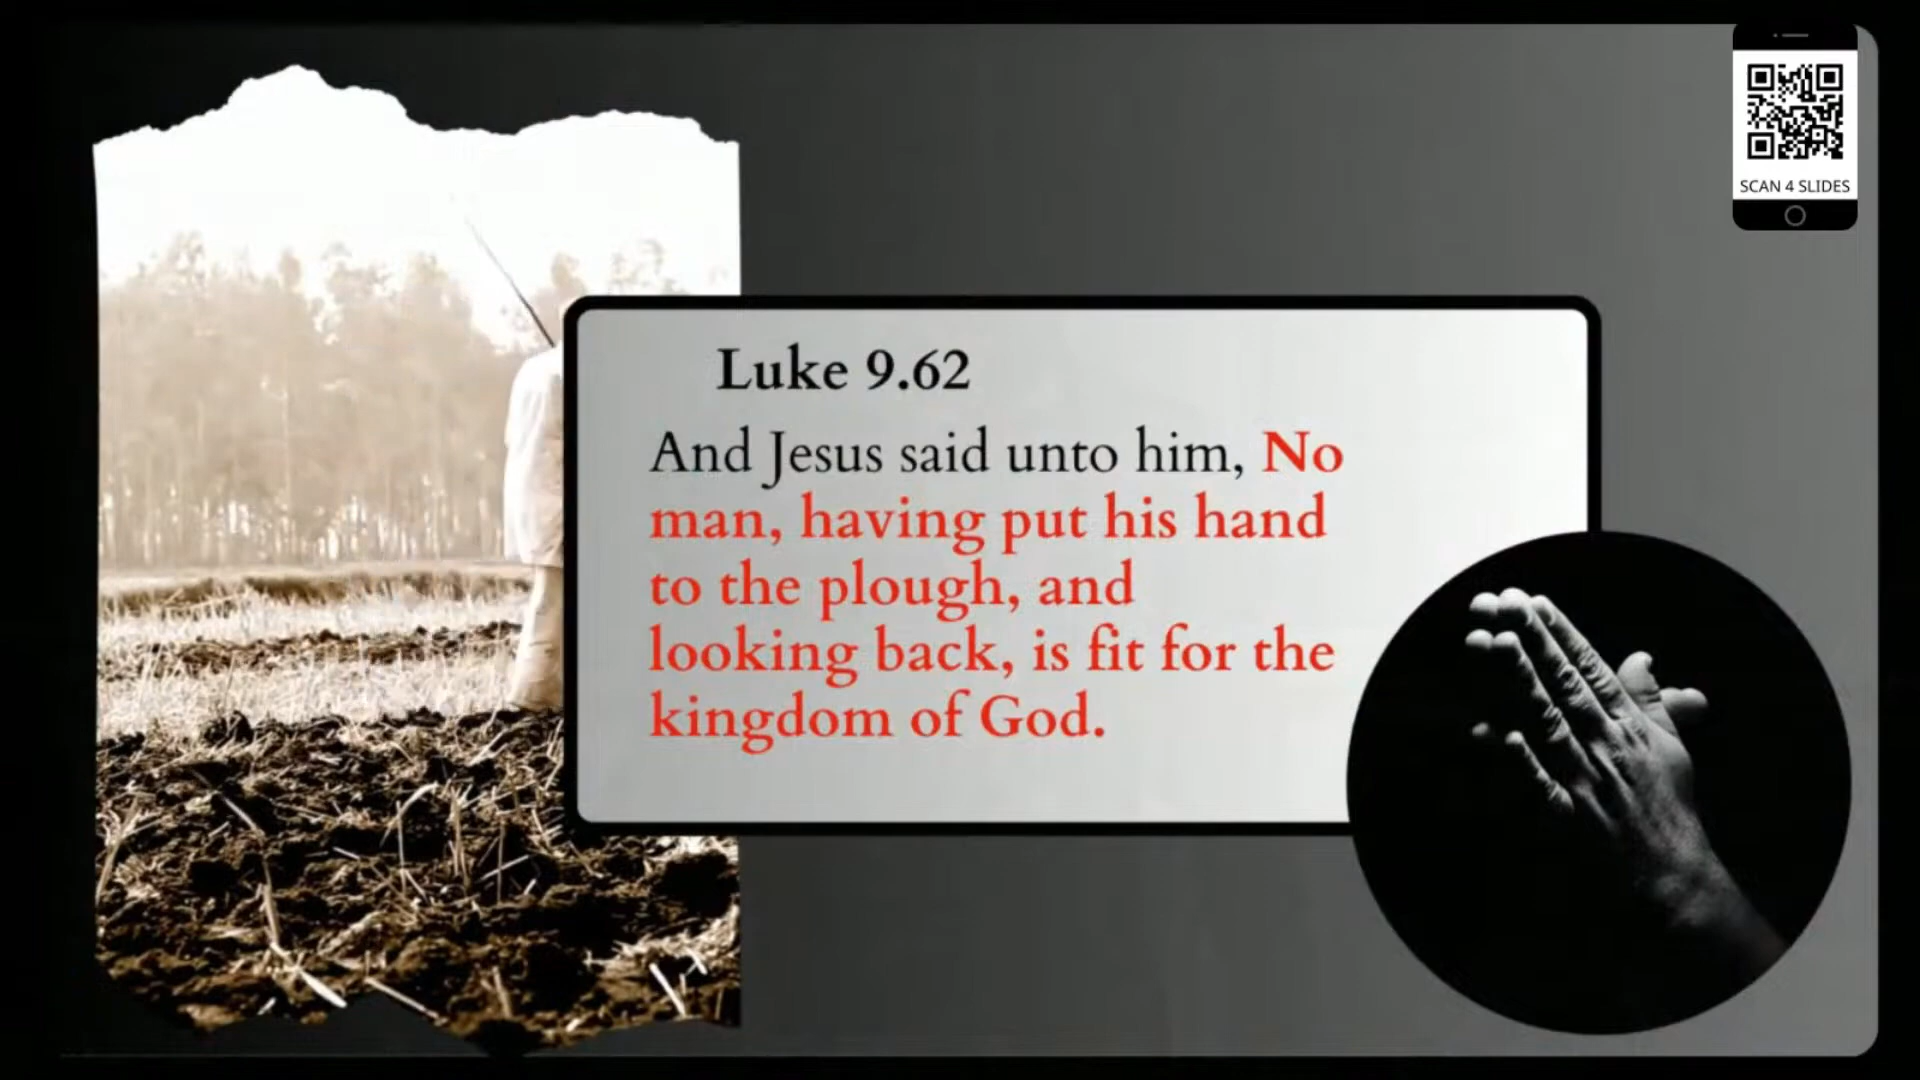 SCAN 4 SLIDES
Luke 9.62
And Jesus said unto him, No
man, having put his hand
to the plough, and
looking back, is fit for the
kingdom of God.